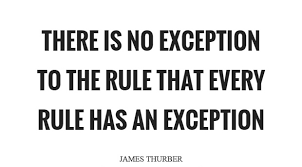 THERE IS NO EXCEPTION
TO THE RULE THAT EVERY
RULE HAS AN EXCEPTION
JAMES THURBER